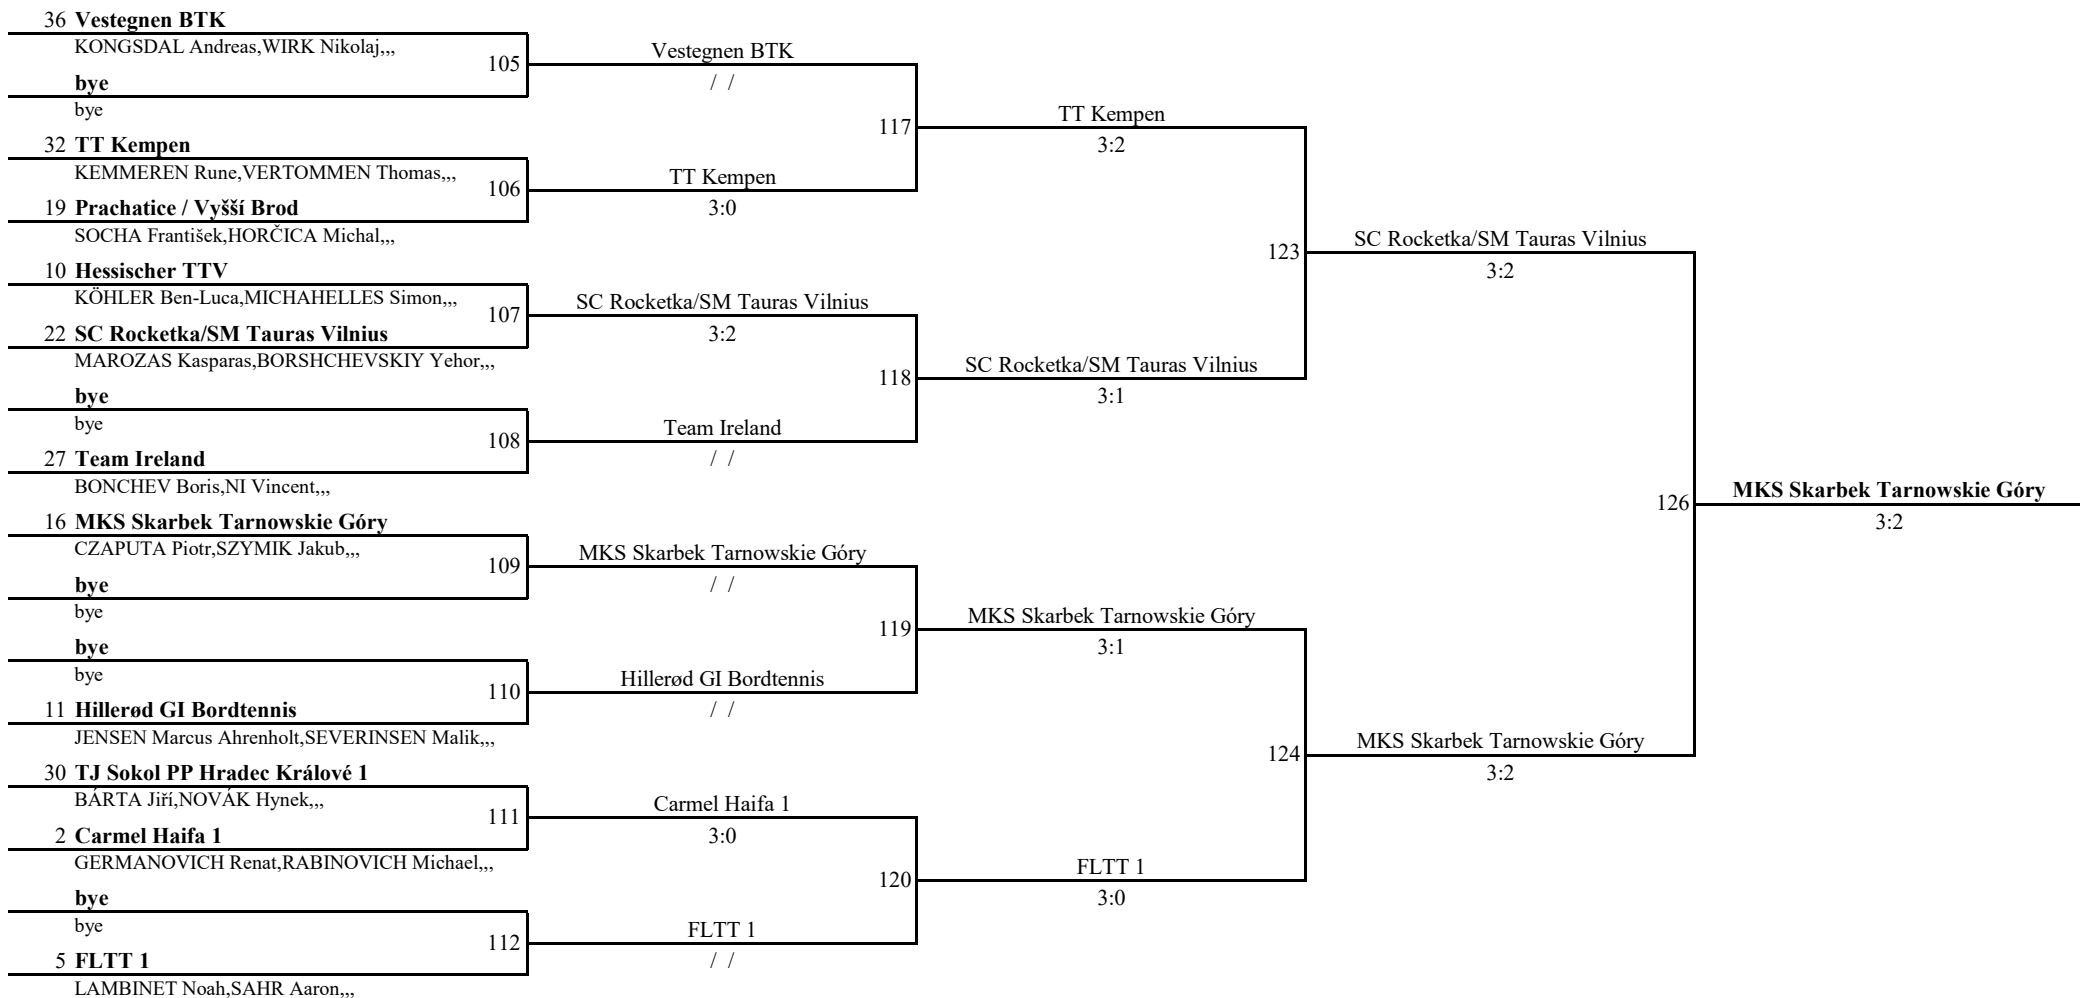 36 Vestegnen BTK
KONGSDAL Andreas,WIRK Nikolaj,,,
105
bye
bye
32 TT Kempen
KEMMEREN Rune,VERTOMMEN Thomas,,,
106
19 Prachatice / Vyšší Brod
SOCHA František,HORČICA Michal,,,
10 Hessischer TTV
KÖHLER Ben-Luca,MICHAHELLES Simon,,,
107
22 SC Rocketka/SM Tauras Vilnius
MAROZAS Kasparas,BORSHCHEVSKIY Yehor,,,
bye
bye
108
27 Team Ireland
BONCHEV Boris,NI Vincent,,,
16 MKS Skarbek Tarnowskie Góry
CZAPUTA Piotr,SZYMIK Jakub,,,
109
bye
bye
bye
bye
110
11 Hillerød GI Bordtennis
JENSEN Marcus Ahrenholt,SEVERINSEN Malik,,,
30 TJ Sokol PP Hradec Králové 1
BÁRTA Jiří,NOVÁK Hynek,,,
111
2 Carmel Haifa 1
GERMANOVICH Renat,RABINOVICH Michael,,,
bye
bye
112
5 FLTT 1
LAMBINET Noah,SAHR Aaron,,,
Vestegnen BTK
/ /
117
TT Kempen
3:0
SC Rocketka/SM Tauras Vilnius
3:2
118
Team Ireland
/ /
MKS Skarbek Tarnowskie Góry
/ /
119
Hillerød GI Bordtennis
/ /
Carmel Haifa 1
3:0
120
FLTT 1
/ /
TT Kempen
3:2
123
SC Rocketka/SM Tauras Vilnius
3:1
MKS Skarbek Tarnowskie Góry
3:1
124
FLTT 1
3:0
SC Rocketka/SM Tauras Vilnius
3:2
126
MKS Skarbek Tarnowskie Góry
3:2
MKS Skarbek Tarnowskie Góry
3:2